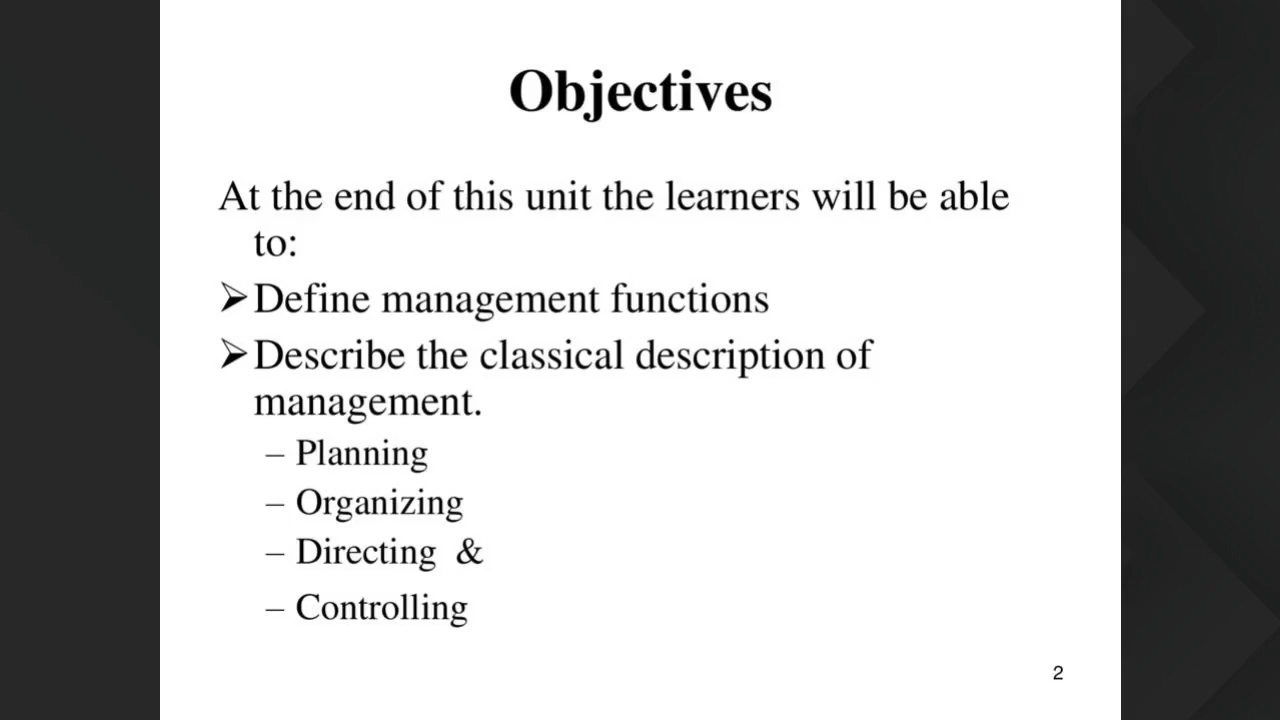 Objectives
At the end of this unit the learners will be able
to:
➢Define management functions
➢Describe the classical description of
management.
– Planning
– Organizing
– Directing &
– Controlling
2